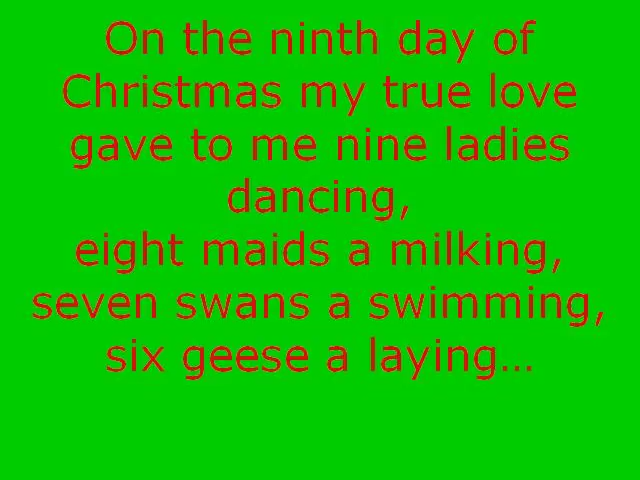 On the ninth day of
Christmas my true love
gave to me nine ladies
dancing,
eight maids a milking,
seven swans a swimming,
six geese a laying…